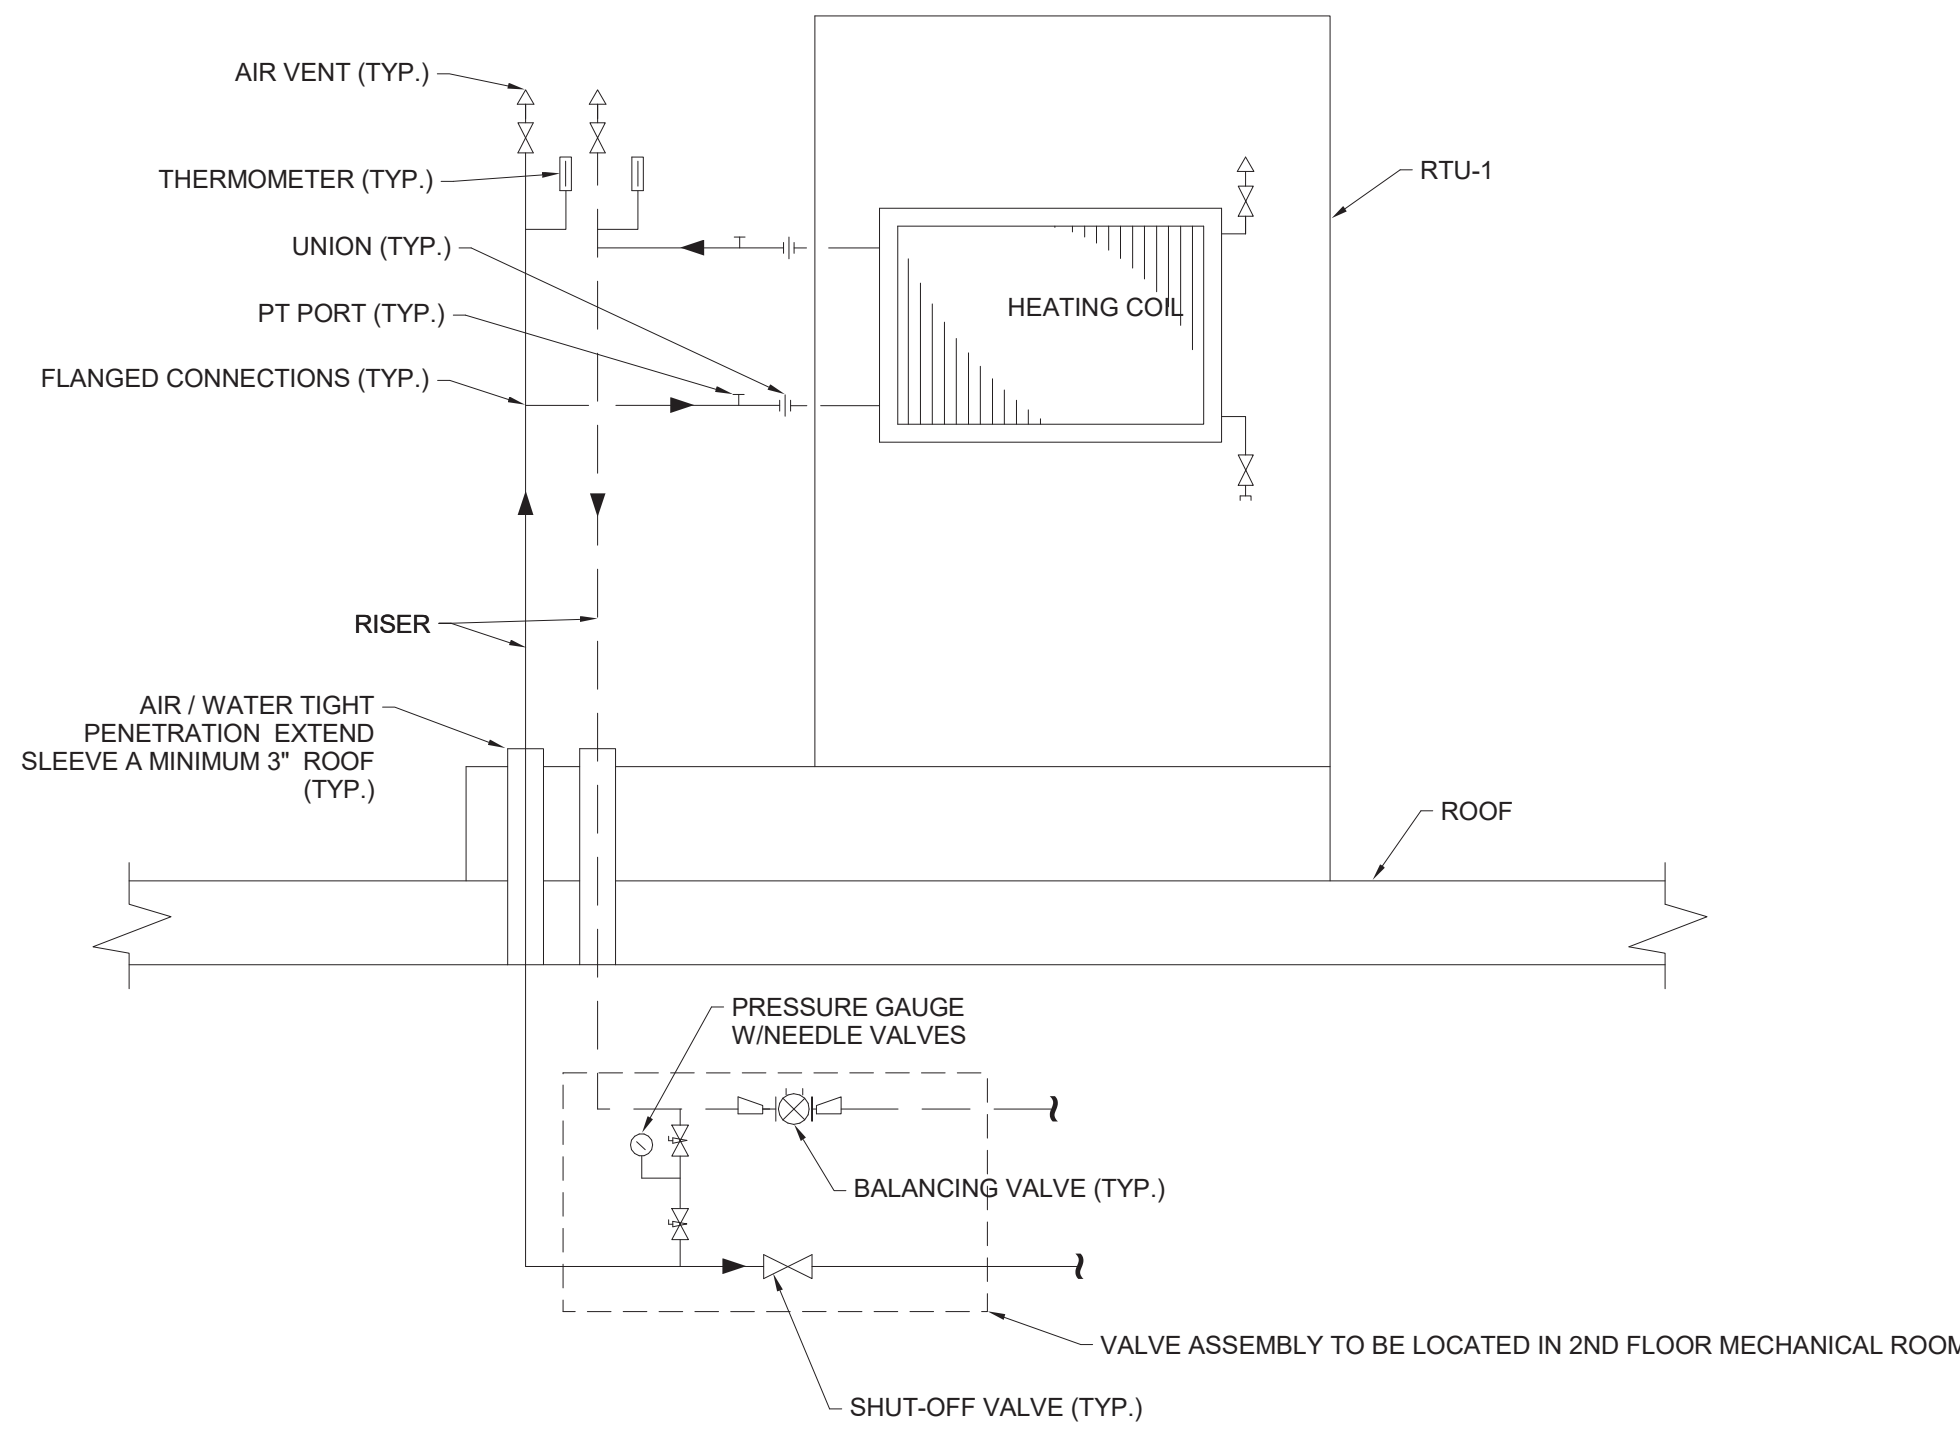 AIR VENT (TYP.)
THERMOMETER (TYP.)
RTU-1
UNION (TYP.)
HEATING COIL
PT PORT (TYP.)
FLANGED CONNECTIONS (TYP.)
RISER
AIR / WATER TIGHT
PENETRATION  EXTEND
SLEEVE A MINIMUM 3"  ROOF
(TYP.)
ROOF
PRESSURE GAUGE
W/NEEDLE VALVES
BALANCING VALVE (TYP.)
VALVE ASSEMBLY TO BE LOCATED IN 2ND FLOOR MECHANICAL ROOM
SHUT-OFF VALVE (TYP.)